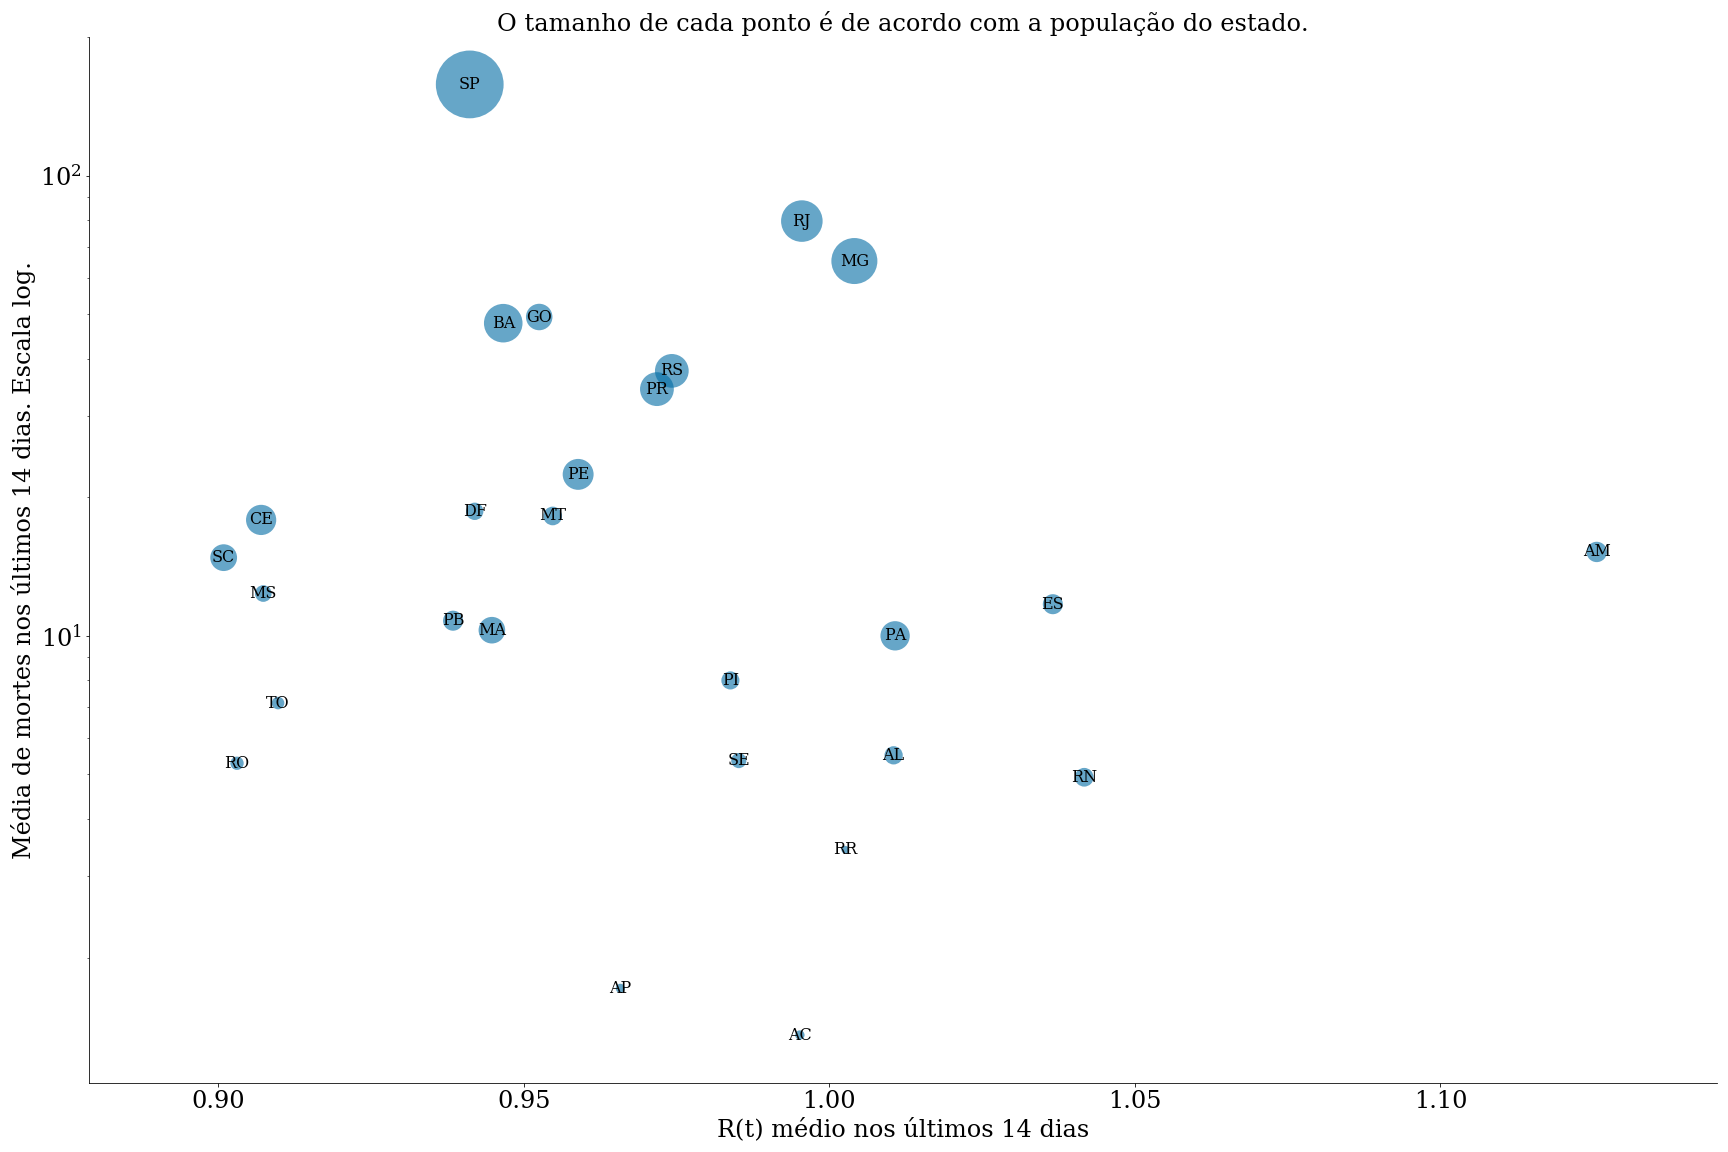 O tamanho de cada ponto é de acordo com a população do estado.
SP
10²
RJ
MG
GO
BA
RS
PR
PE
DF
MT
CE
AM
SC
MS
ES
PB
MA
PA
10¹
PI
TO
AL
SE
RO
RN
RR
AP
AC
Média de mortes nos últimos 14 dias. Escala log.
0.90 0.95 1.00 1.05 1.10
R(t) médio nos últimos 14 dias